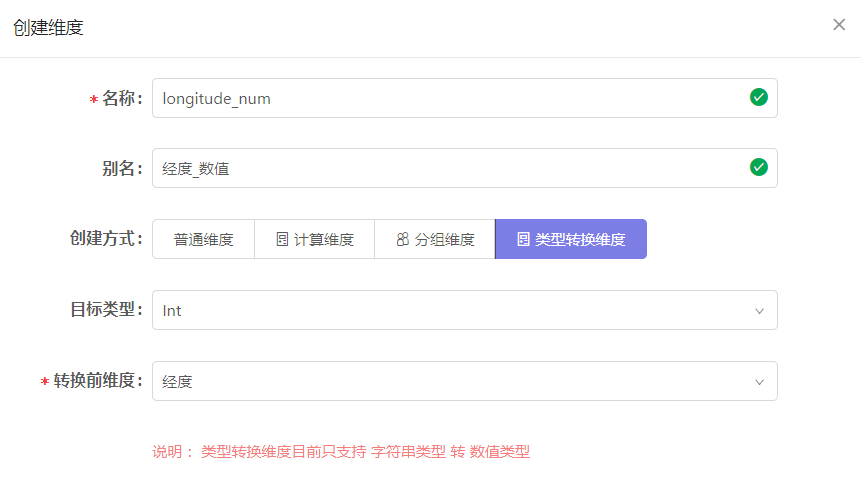 创建维度
* 名称: longitude_num
别名: 经度_数值
创建方式: 普通维度 计算维度 分组维度 类型转换维度
目标类型: Int
* 转换前维度: 经度
说明： 类型转换维度目前只支持 字符串类型 转 数值类型